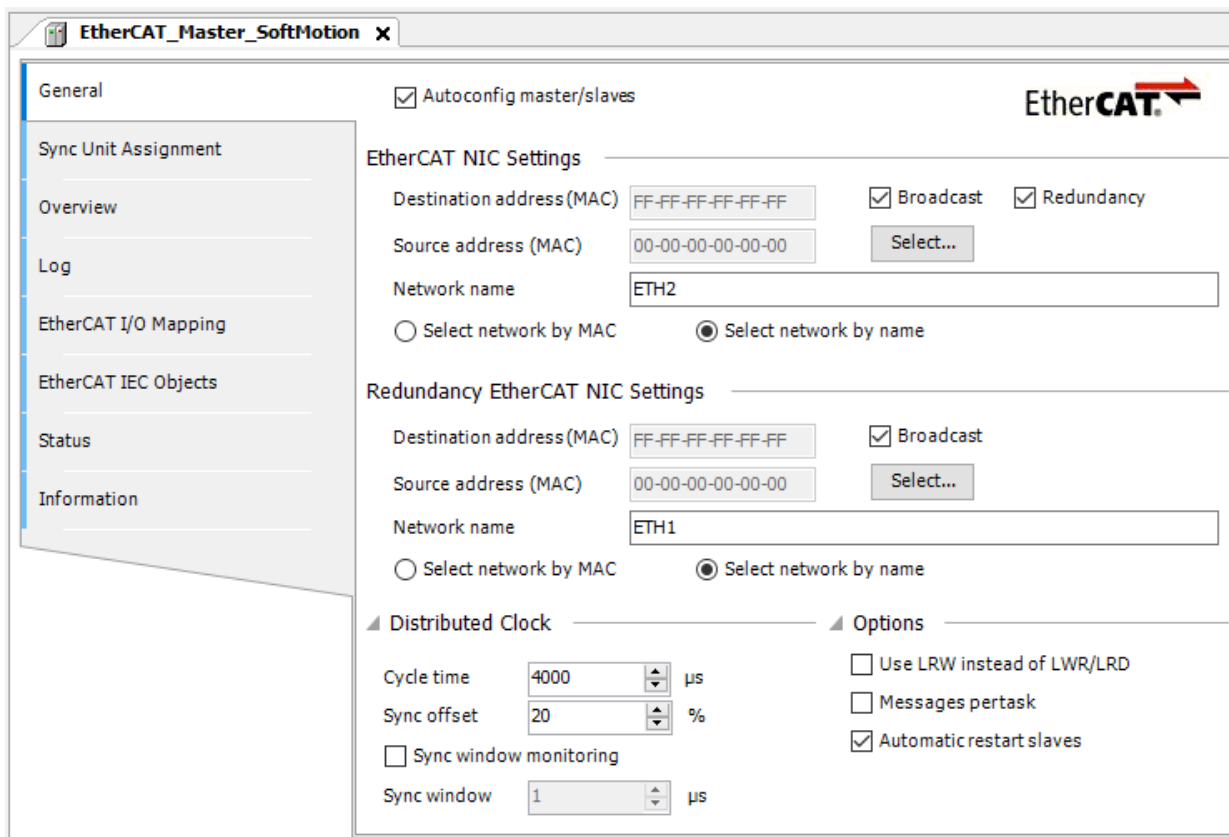 EtherCAT_Master_SoftMotion
General
Autoconfig master/slaves
EtherCAT®
Sync Unit Assignment
Overview
Log
EtherCAT I/O Mapping
EtherCAT IEC Objects
Status
Information
EtherCAT NIC Settings
Destination address(MAC) FF-FF-FF-FF-FF-FF Broadcast Redundancy
Source address (MAC) 00-00-00-00-00-00 Select...
Network name ETH2
Select network by MAC Select network by name
Redundancy EtherCAT NIC Settings
Destination address(MAC) FF-FF-FF-FF-FF-FF Broadcast
Source address (MAC) 00-00-00-00-00-00 Select...
Network name ETH1
Select network by MAC Select network by name
Distributed Clock
Cycle time 4000 µs
Sync offset 20 %
Sync window monitoring
Sync window 1 µs
Options
Use LRW instead of LWR/LRD
Messages pertask
Automatic restart slaves